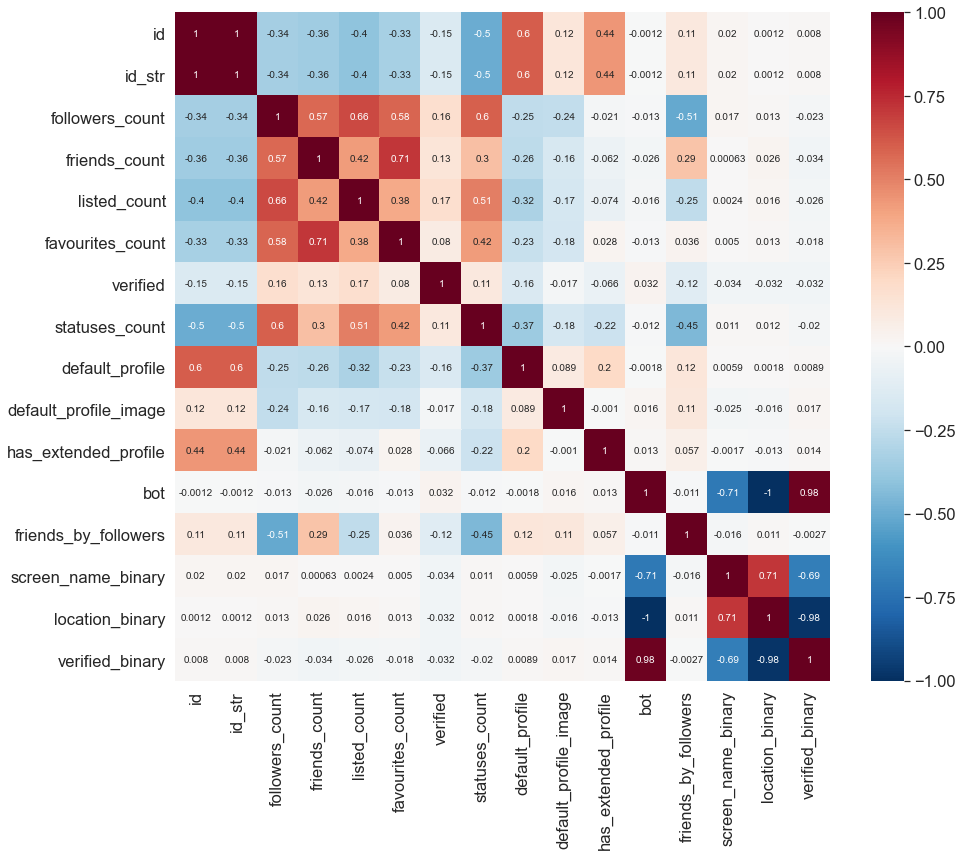 id 1 1 -0.34 -0.36 -0.4 -0.33 -0.15 -0.5 0.6 0.12 0.44 -0.0012 0.11 0.02 0.0012 0.008
id_str 1 1 -0.34 -0.36 -0.4 -0.33 -0.15 -0.5 0.6 0.12 0.44 -0.0012 0.11 0.02 0.0012 0.008
followers_count -0.34 -0.34 1 0.57 0.66 0.58 0.16 0.6 -0.25 -0.24 -0.021 -0.013 -0.51 0.017 0.013 -0.023
friends_count -0.36 -0.36 0.57 1 0.42 0.71 0.13 0.3 -0.26 -0.16 -0.062 -0.026 0.29 0.00063 0.026 -0.034
listed_count -0.4 -0.4 0.66 0.42 1 0.38 0.17 0.51 -0.32 -0.17 -0.074 -0.016 -0.25 0.0024 0.016 -0.026
favourites_count -0.33 -0.33 0.58 0.71 0.38 1 0.08 0.42 -0.23 -0.18 0.028 -0.013 0.036 0.005 0.013 -0.018
verified -0.15 -0.15 0.16 0.13 0.17 0.08 1 0.11 -0.16 -0.017 -0.066 0.032 -0.12 -0.034 -0.032 -0.032
statuses_count -0.5 -0.5 0.6 0.3 0.51 0.42 0.11 1 -0.37 -0.18 -0.22 -0.012 -0.45 0.011 0.012 -0.02
default_profile 0.6 0.6 -0.25 -0.26 -0.32 -0.23 -0.16 -0.37 1 0.089 0.2 -0.0018 0.12 0.0059 0.0018 0.0089
default_profile_image 0.12 0.12 -0.24 -0.16 -0.17 -0.18 -0.017 -0.18 0.089 1 -0.001 0.016 0.11 -0.025 -0.016 0.017
has_extended_profile 0.44 0.44 -0.021 -0.062 -0.074 0.028 -0.066 -0.22 0.2 -0.001 1 0.013 0.057 -0.0017 -0.013 0.014
bot -0.0012 -0.0012 -0.013 -0.026 -0.016 -0.013 0.032 -0.012 -0.0018 0.016 0.013 1 -0.011 -0.71 -1 0.98
friends_by_followers 0.11 0.11 -0.51 0.29 -0.25 0.036 -0.12 -0.45 0.12 0.11 0.057 -0.011 1 -0.016 0.011 -0.0027
screen_name_binary 0.02 0.02 0.017 0.00063 0.0024 0.005 -0.034 0.011 0.0059 -0.025 -0.0017 -0.71 -0.016 1 0.71 -0.69
location_binary 0.0012 0.0012 0.013 0.026 0.016 0.013 -0.032 0.012 0.0018 -0.016 -0.013 -1 0.011 0.71 1 -0.98
verified_binary 0.008 0.008 -0.023 -0.034 -0.026 -0.018 -0.032 -0.02 0.0089 0.017 0.014 0.98 -0.0027 -0.69 -0.98 1
id
id_str
followers_count
friends_count
listed_count
favourites_count
verified
statuses_count
default_profile
default_profile_image
has_extended_profile
bot
friends_by_followers
screen_name_binary
location_binary
verified_binary
1.00
0.75
0.50
0.25
0.00
−0.25
−0.50
−0.75
−1.00